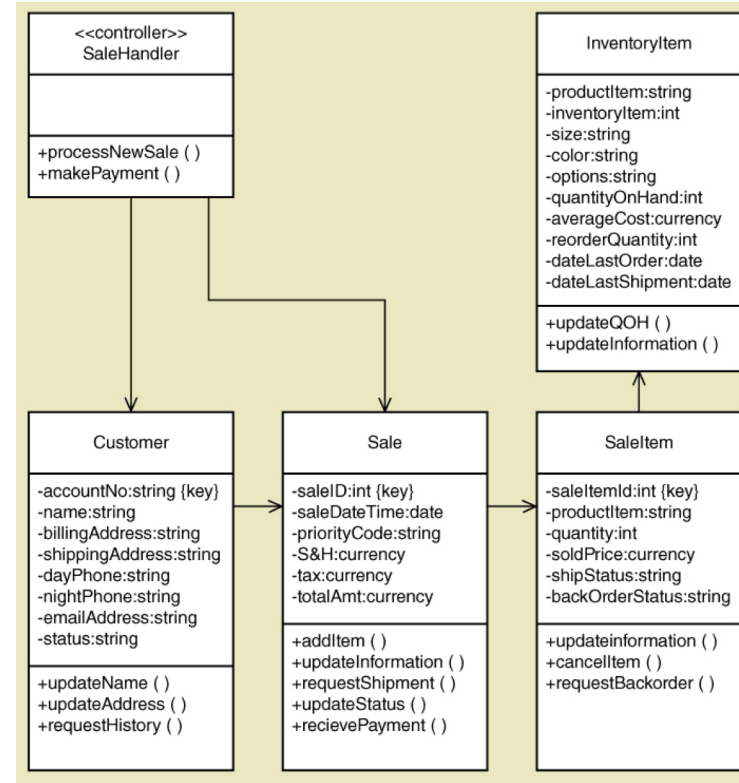 <<controller>>
SaleHandler
+processNewSale ( )
+makePayment ( )
InventoryItem
-productItem:string
-inventoryItem:int
-size:string
-color:string
-options:string
-quantityOnHand:int
-averageCost:currency
-reorderQuantity:int
-dateLastOrder:date
-dateLastShipment:date
+updateQOH ( )
+updateInformation ( )
Customer
-accountNo:string {key}
-name:string
-billingAddress:string
-shippingAddress:string
-dayPhone:string
-nightPhone:string
-emailAddress:string
-status:string
+updateName ( )
+updateAddress ( )
+requestHistory ( )
Sale
-saleID:int {key}
-saleDateTime:date
-priorityCode:string
-S&H:currency
-tax:currency
-totalAmt:currency
+addItem ( )
+updateInformation ( )
+requestShipment ( )
+updateStatus ( )
+recievePayment ( )
SaleItem
-saleItemId:int {key}
-productItem:string
-quantity:int
-soldPrice:currency
-shipStatus:string
-backOrderStatus:string
+updateinformation ( )
+cancelItem ( )
+requestBackorder ( )